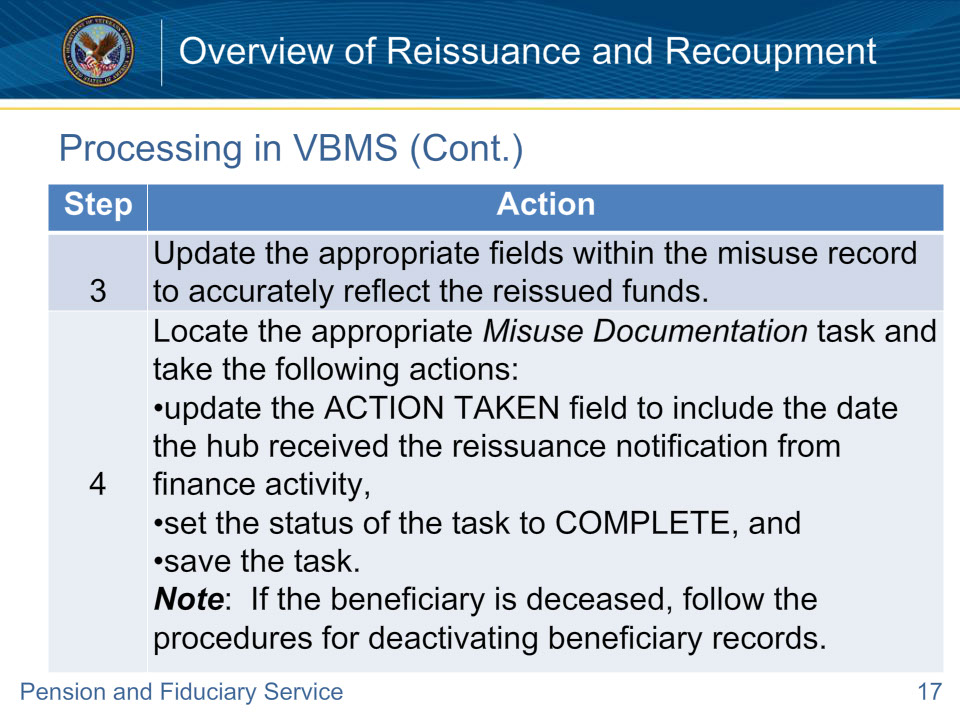 Overview of Reissuance and Recoupment
Processing in VBMS (Cont.)
Step
Action
3
Update the appropriate fields within the misuse record
to accurately reflect the reissued funds.
4
Locate the appropriate Misuse Documentation task and
take the following actions:
•update the ACTION TAKEN field to include the date
the hub received the reissuance notification from
finance activity,
•set the status of the task to COMPLETE, and
•save the task.
Note:  If the beneficiary is deceased, follow the
procedures for deactivating beneficiary records.
Pension and Fiduciary Service
17